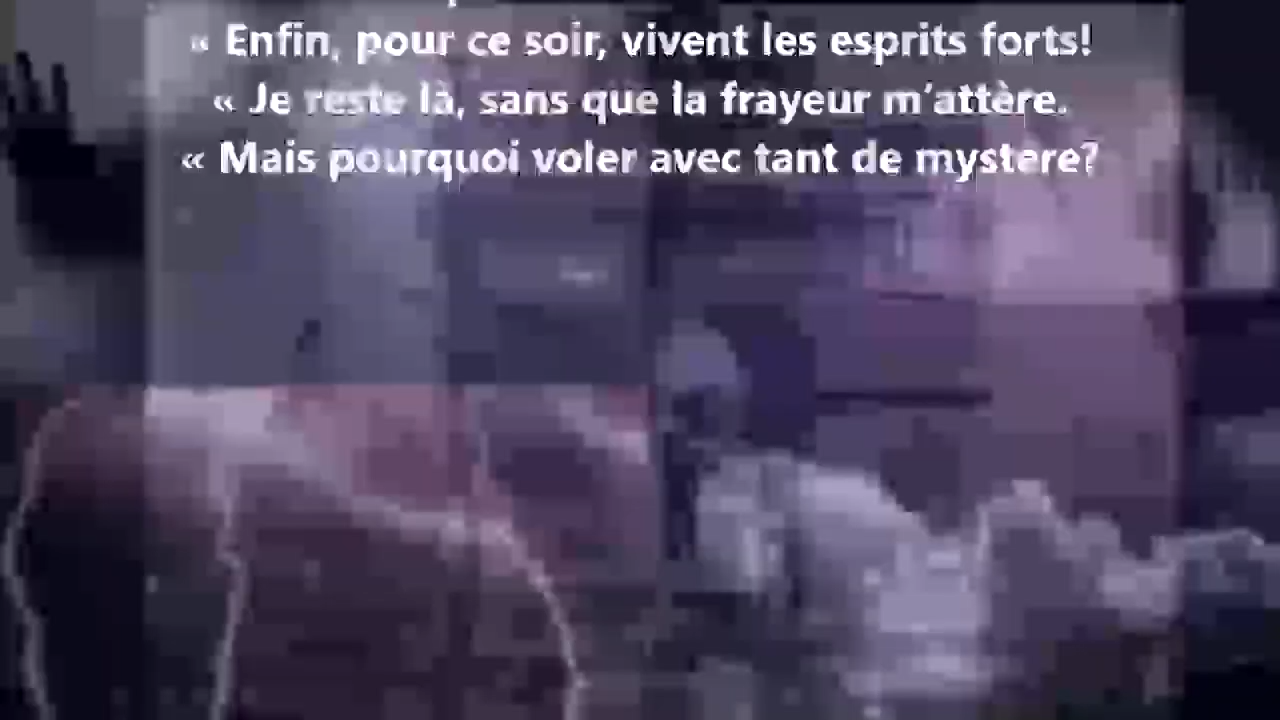 « Enfin, pour ce soir, vivent les esprits forts!
« Je reste là, sans que la frayeur m'attère.
« Mais pourquoi voler avec tant de mystere?